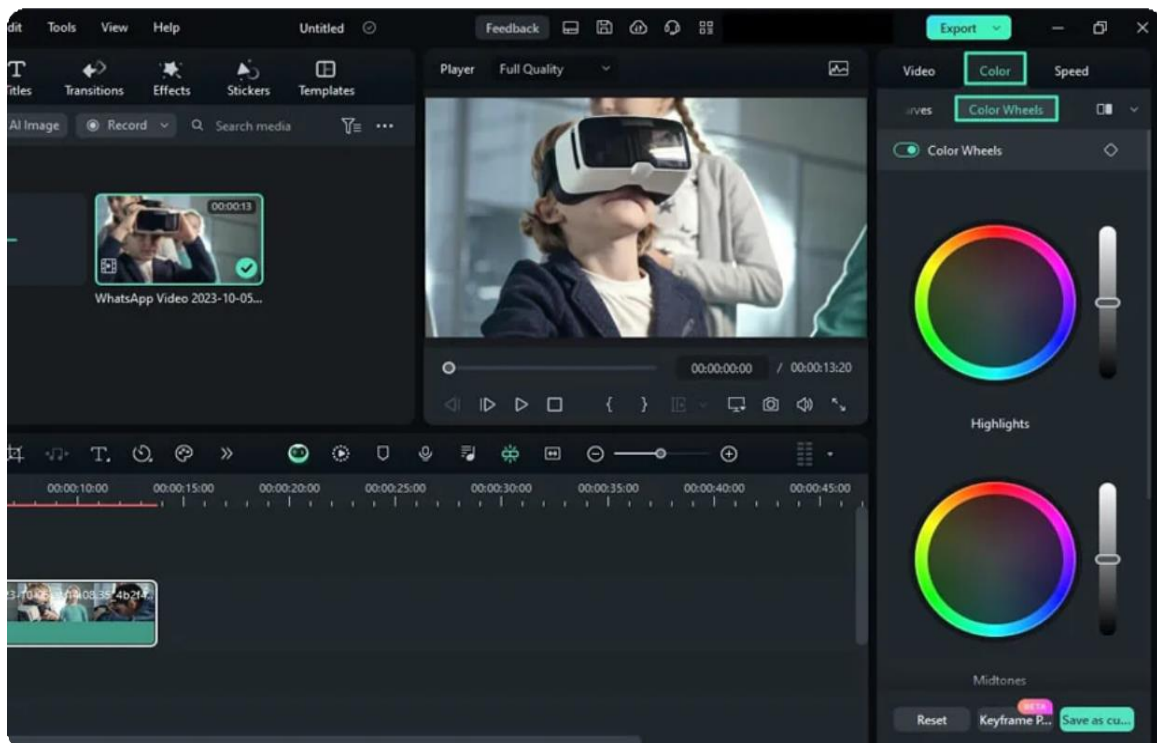 dit Tools View Help Untitled Feedback Export
Titles Transitions Effects Stickers Templates
AI Image Record Search media
00:00:13
WhatsApp Video 2023-10-05...
Player Full Quality
00:00:00:00 / 00:00:13:20
Video Color Speed
urves Color Wheels
Color Wheels
Highlights
Midtones
BETA
Reset Keyframe P... Save as cu...
00:00:10:00 00:00:15:00 00:00:20:00 00:00:25:00 00:00:30:00 00:00:35:00 00:00:40:00 00:00:45:00